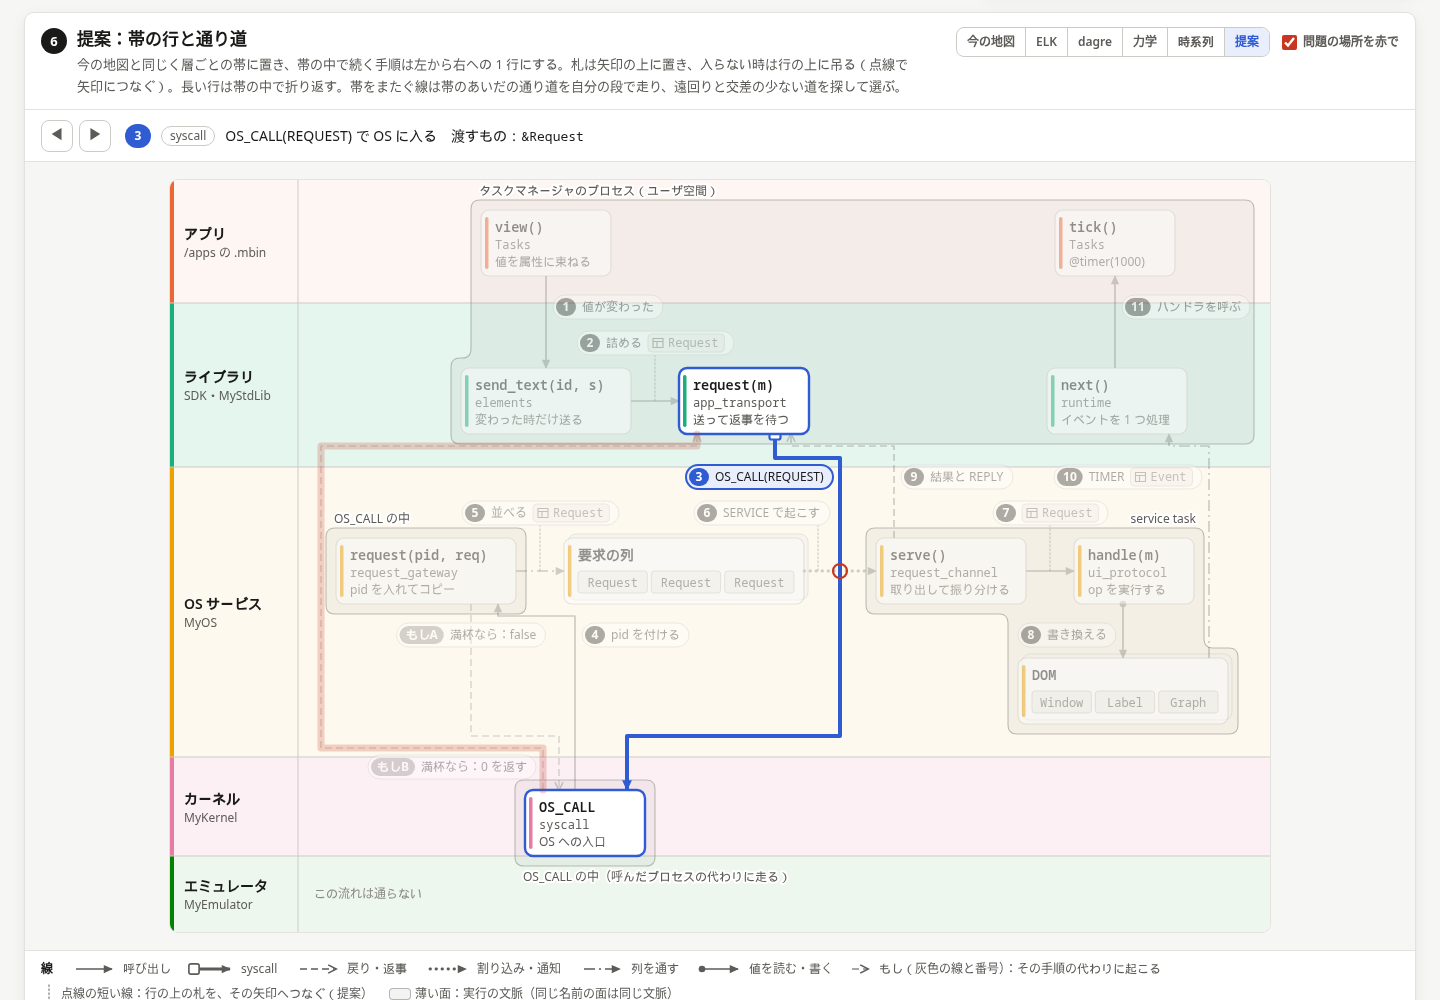 6 提案：帯の行と通り道
今の地図 ELK dagre 力学 時系列 提案 問題の場所を赤で
今の地図と同じく層ごとの帯に置き、帯の中で続く手順は左から右への 1 行にする。札は矢印の上に置き、入らない時は行の上に吊る（点線で
矢印につなぐ）。長い行は帯の中で折り返す。帯をまたぐ線は帯のあいだの通り道を自分の段で走り、遠回りと交差の少ない道を探して選ぶ。
3 syscall OS_CALL(REQUEST) で OS に入る 渡すもの：&Request
タスクマネージャのプロセス（ユーザ空間）
アプリ
/apps の .mbin
view()
Tasks
値を属性に束ねる
tick()
Tasks
@timer(1000)
1 値が変わった
11 ハンドラを呼ぶ
2 詰める Request
ライブラリ
SDK・MyStdLib
send_text(id, s)
elements
変わった時だけ送る
request(m)
app_transport
送って返事を待つ
next()
runtime
イベントを 1 つ処理
3 OS_CALL(REQUEST)
9 結果と REPLY
10 TIMER Event
5 並べる Request
6 SERVICE で起こす
7 Request
OS_CALL の中
service task
OS サービス
MyOS
request(pid, req)
request_gateway
pid を入れてコピー
要求の列
Request Request Request
serve()
request_channel
取り出して振り分ける
handle(m)
ui_protocol
op を実行する
もしA 満杯なら：false
4 pid を付ける
8 書き換える
DOM
Window Label Graph
もしB 満杯なら：0 を返す
カーネル
MyKernel
OS_CALL
syscall
OS への入口
OS_CALL の中（呼んだプロセスの代わりに走る）
エミュレータ
MyEmulator
この流れは通らない
線 呼び出し syscall 戻り・返事 割り込み・通知 列を通す 値を読む・書く もし（灰色の線と番号）：その手順の代わりに起こる
点線の短い線：行の上の札を、その矢印へつなぐ（提案） 薄い面：実行の文脈（同じ名前の面は同じ文脈）